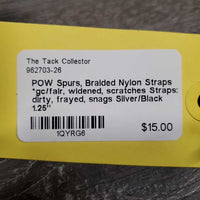 The Tack Collector
962703-26
POW Spurs, Braided Nylon Straps
*gc/fair, widened, scratches Straps:
dirty, frayed, snags Silver/Black
1.25"
1QYRG6
$15.00